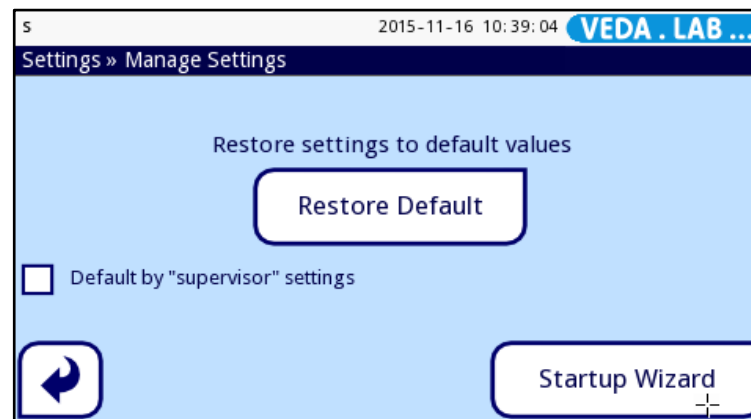 s 2015-11-16 10:39:04 VEDA . LAB ...
Settings » Manage Settings
Restore settings to default values
Restore Default
Default by "supervisor" settings
Startup Wizard